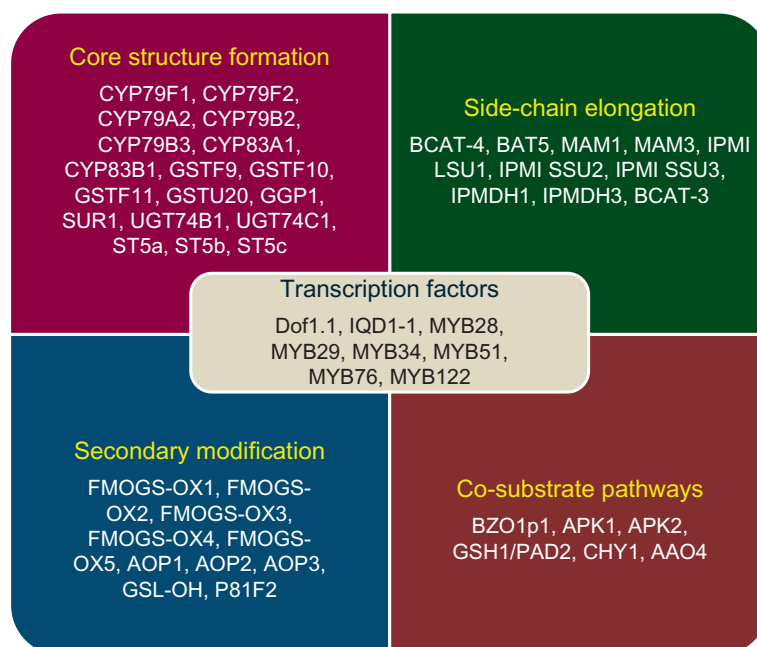 Core structure formation
CYP79F1, CYP79F2,
CYP79A2, CYP79B2,
CYP79B3, CYP83A1,
CYP83B1, GSTF9, GSTF10,
GSTF11, GSTU20, GGP1,
SUR1, UGT74B1, UGT74C1,
ST5a, ST5b, ST5c
Side-chain elongation
BCAT-4, BAT5, MAM1, MAM3, IPMI
LSU1, IPMI SSU2, IPMI SSU3,
IPMDH1, IPMDH3, BCAT-3
Transcription factors
Dof1.1, IQD1-1, MYB28,
MYB29, MYB34, MYB51,
MYB76, MYB122
Secondary modification
FMOGS-OX1, FMOGS-
OX2, FMOGS-OX3,
FMOGS-OX4, FMOGS-
OX5, AOP1, AOP2, AOP3,
GSL-OH, P81F2
Co-substrate pathways
BZO1p1, APK1, APK2,
GSH1/PAD2, CHY1, AAO4